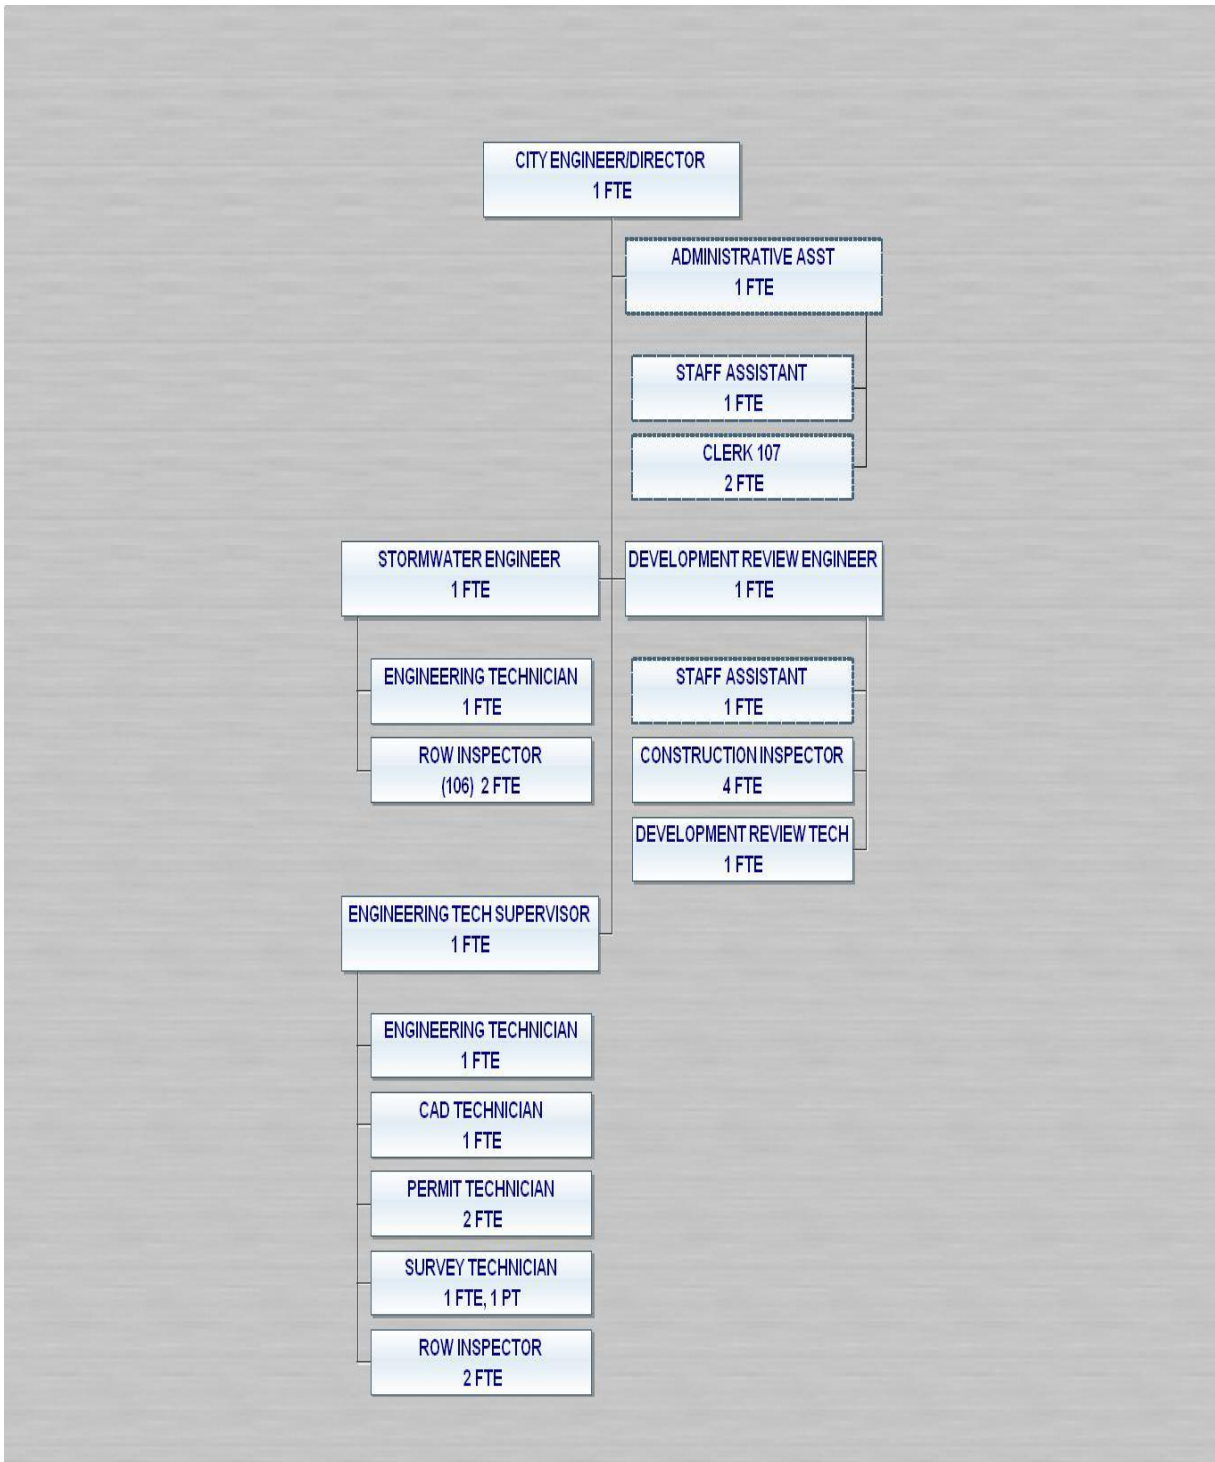 CITY ENGINEER/DIRECTOR
1 FTE
ADMINISTRATIVE ASST
1 FTE
STAFF ASSISTANT
1 FTE
CLERK 107
2 FTE
STORMWATER ENGINEER
1 FTE
DEVELOPMENT REVIEW ENGINEER
1 FTE
ENGINEERING TECHNICIAN
1 FTE
ROW INSPECTOR
(106) 2 FTE
STAFF ASSISTANT
1 FTE
CONSTRUCTION INSPECTOR
4 FTE
DEVELOPMENT REVIEW TECH
1 FTE
ENGINEERING TECH SUPERVISOR
1 FTE
ENGINEERING TECHNICIAN
1 FTE
CAD TECHNICIAN
1 FTE
PERMIT TECHNICIAN
2 FTE
SURVEY TECHNICIAN
1 FTE, 1 PT
ROW INSPECTOR
2 FTE